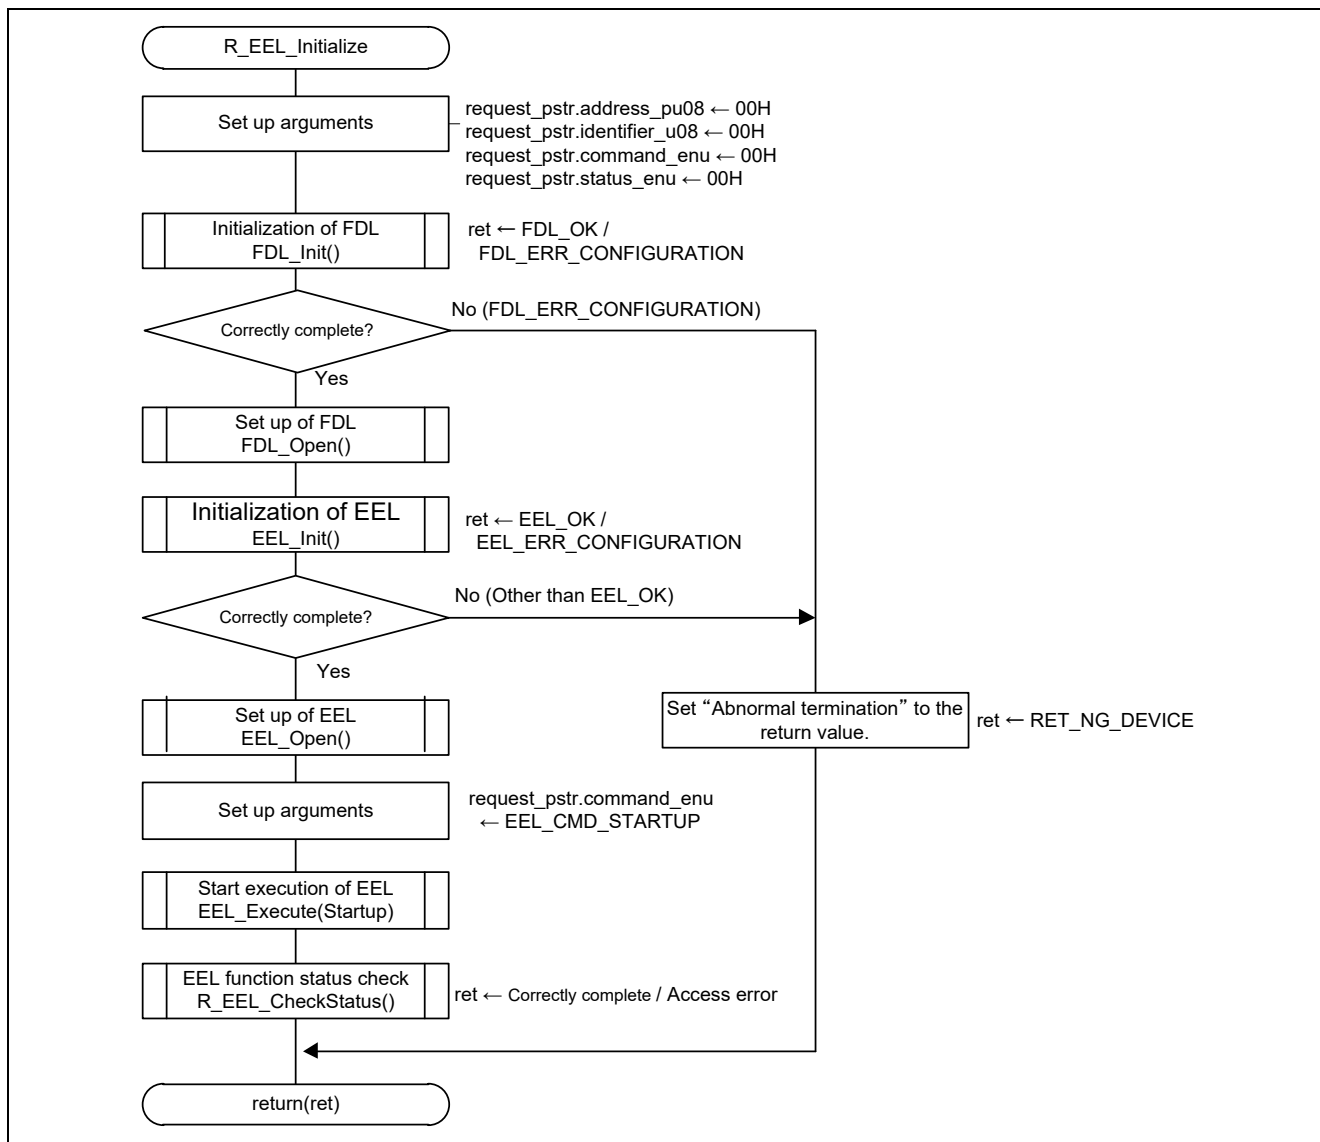 R_EEL_Initialize
Set up arguments
request_pstr.address_pu08 ← 00H
request_pstr.identifier_u08 ← 00H
request_pstr.command_enu ← 00H
request_pstr.status_enu ← 00H
Initialization of FDL
FDL_Init()
ret ← FDL_OK /
FDL_ERR_CONFIGURATION
No (FDL_ERR_CONFIGURATION)
Correctly complete?
Yes
Set up of FDL
FDL_Open()
Initialization of EEL
EEL_Init()
ret ← EEL_OK /
EEL_ERR_CONFIGURATION
No (Other than EEL_OK)
Correctly complete?
Yes
Set up of EEL
EEL_Open()
Set “Abnormal termination” to the
return value.
ret ← RET_NG_DEVICE
Set up arguments
request_pstr.command_enu
← EEL_CMD_STARTUP
Start execution of EEL
EEL_Execute(Startup)
EEL function status check
R_EEL_CheckStatus()
ret ← Correctly complete / Access error
return(ret)